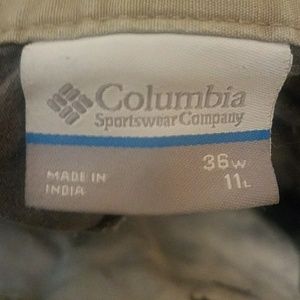 Columbia
Sportswear Company
36W
11L
MADE IN
INDIA